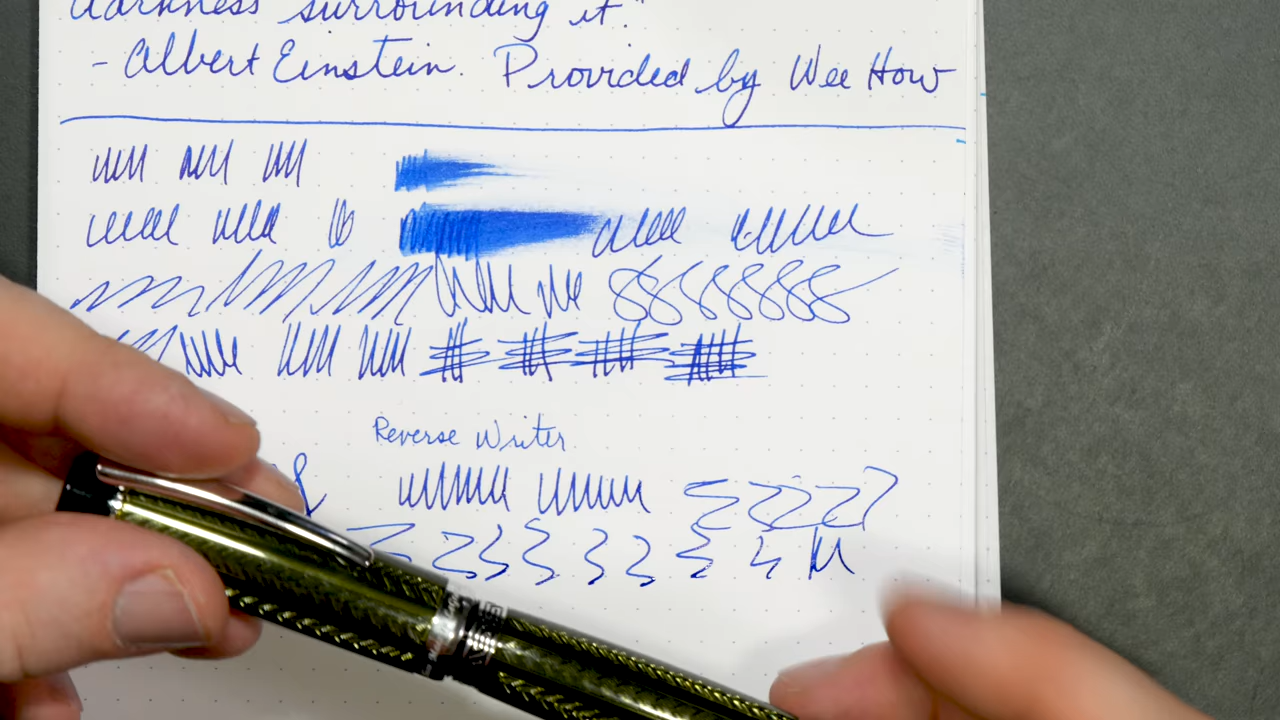 darkness surrounding it."
- Albert Einstein. Provided by Wee How
Reverse Writer